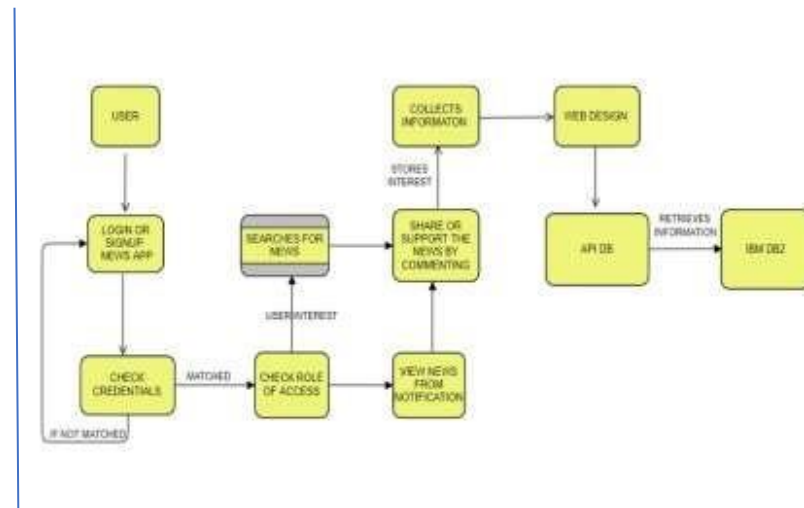 USER
COLLECTS
INFORMATON
WEB DESIGN
STORES
INTEREST
LOGIN OR
SIGNUP
NEWS APP
SEARCHES FOR
NEWS
SHARE OR
SUPPORT THE
NEWS BY
COMMENTING
API DB
RETRIEVES
INFORMATION
IBM DB2
USER INTEREST
CHECK
CREDENTIALS
MATCHED
CHECK ROLE
OF ACCESS
VIEW NEWS
FROM
NOTIFICATION
IF NOT MATCHED